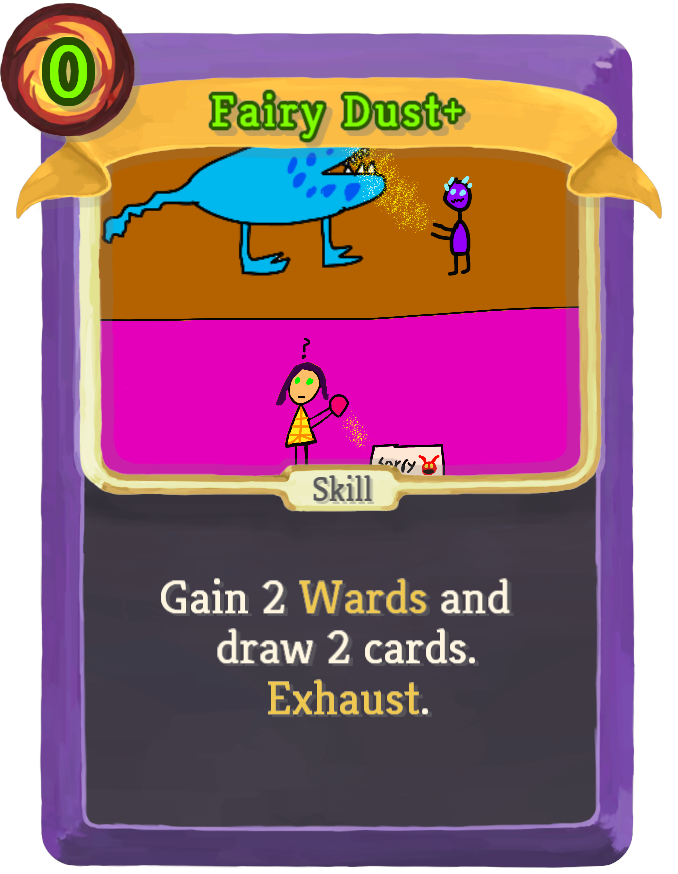 0
Fairy Dust+
?
Skill
Gain 2 Wards and
draw 2 cards.
Exhaust.